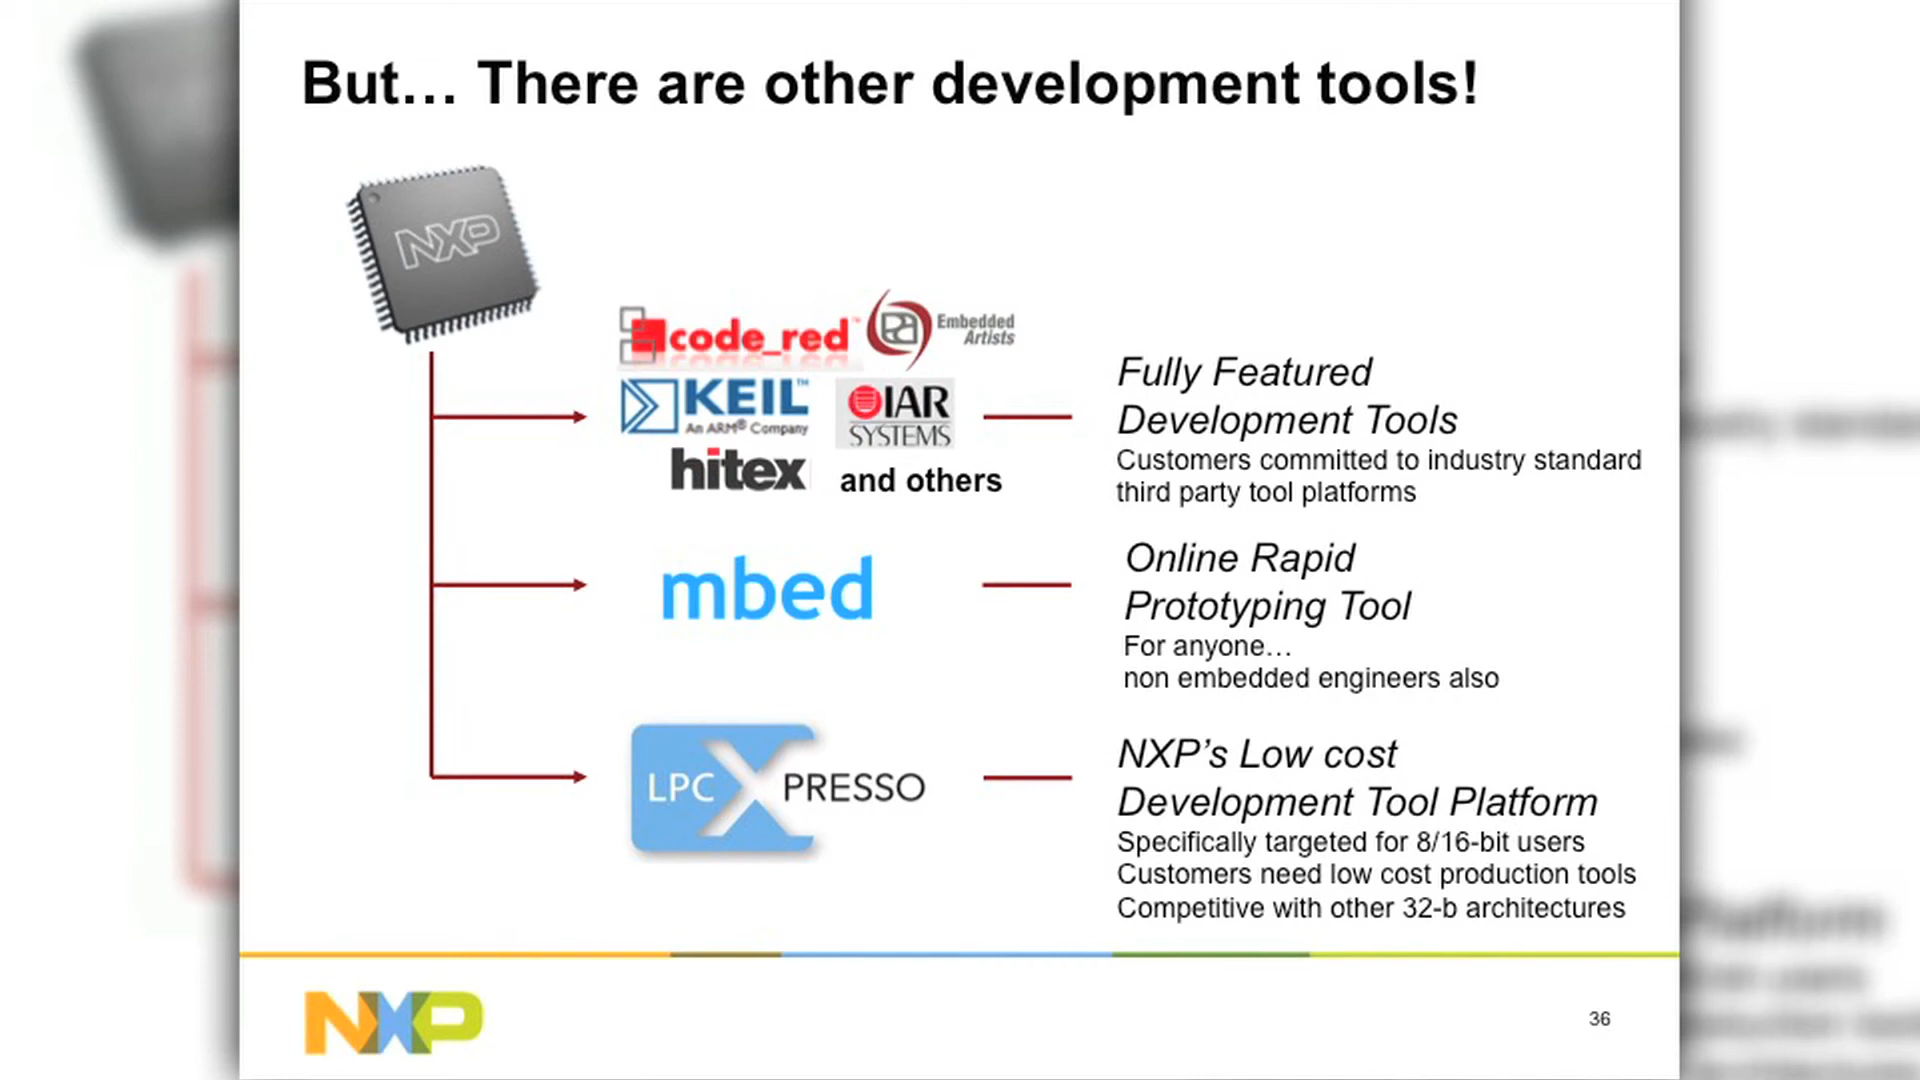 But… There are other development tools!
NXP
code_red™
Embedded
Artists
KEIL™
An ARM® Company
IAR
SYSTEMS
hitex
and others
Fully Featured
Development Tools
Customers committed to industry standard
third party tool platforms
mbed
Online Rapid
Prototyping Tool
For anyone…
non embedded engineers also
LPC XPRESSO
NXP’s Low cost
Development Tool Platform
Specifically targeted for 8/16-bit users
Customers need low cost production tools
Competitive with other 32-b architectures
NXP
36